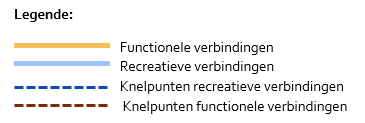 Legende:
Functionele verbindingen
Recreatieve verbindingen
Knelpunten recreatieve verbindingen
Knelpunten functionele verbindingen